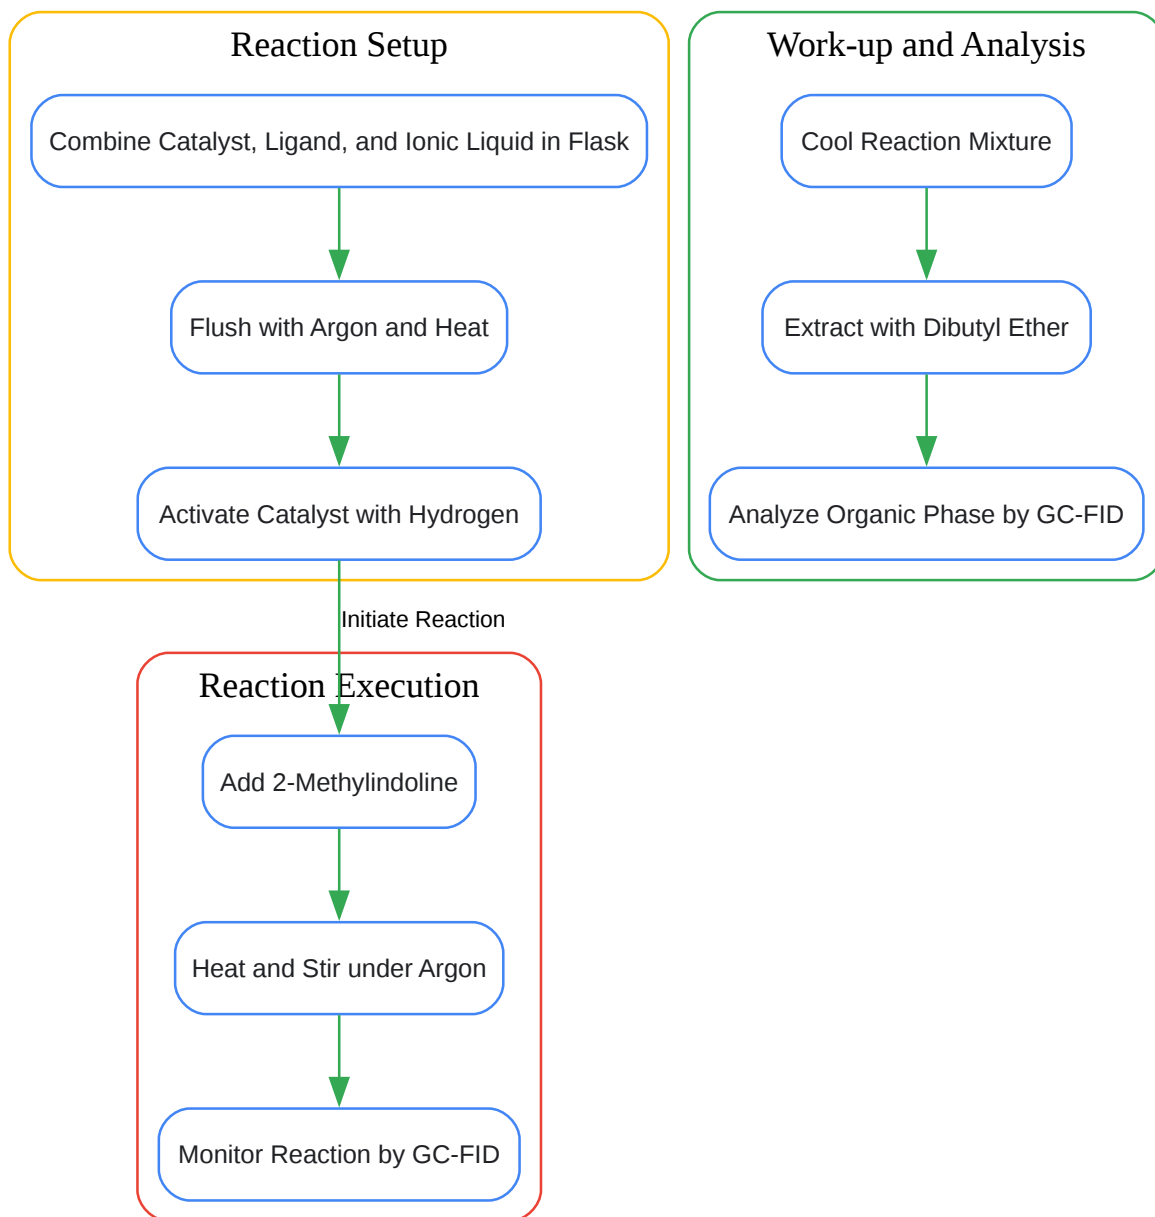 Reaction Setup
Combine Catalyst, Ligand, and Ionic Liquid in Flask
Flush with Argon and Heat
Activate Catalyst with Hydrogen
Initiate Reaction
Reaction Execution
Add 2-Methylindoline
Heat and Stir under Argon
Monitor Reaction by GC-FID
Work-up and Analysis
Cool Reaction Mixture
Extract with Dibutyl Ether
Analyze Organic Phase by GC-FID